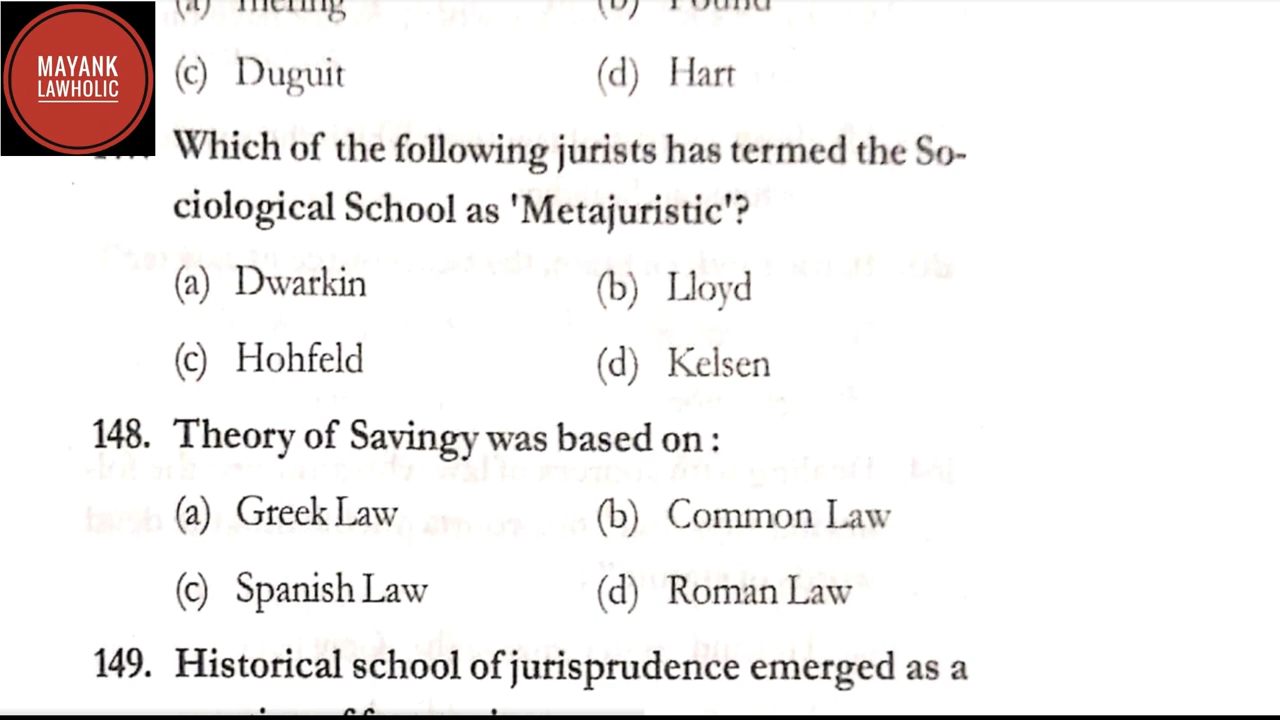 MAYANK
LAWHOLIC
(c) Duguit (d) Hart
Which of the following jurists has termed the So-
ciological School as 'Metajuristic'?
(a) Dwarkin (b) Lloyd
(c) Hohfeld (d) Kelsen
148. Theory of Savingy was based on :
(a) Greek Law (b) Common Law
(c) Spanish Law (d) Roman Law
149. Historical school of jurisprudence emerged as a